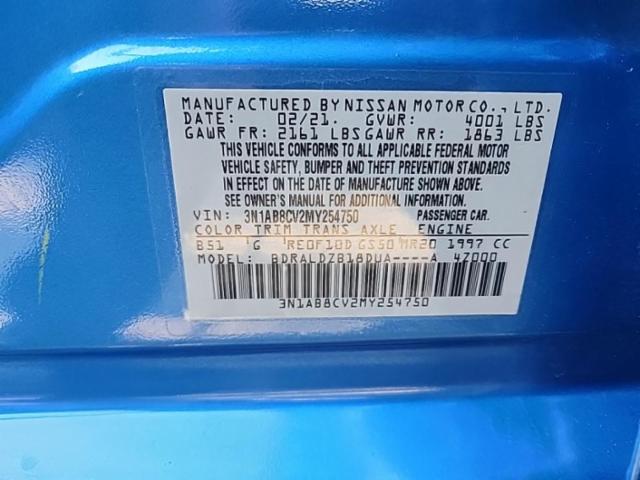 MANUFACTURED BY NISSAN MOTOR CO., LTD.
DATE: 02/21. GVWR: 4001 LBS
GAWR FR: 2161 LBS GAWR RR: 1863 LBS
THIS VEHICLE CONFORMS TO ALL APPLICABLE FEDERAL MOTOR
VEHICLE SAFETY, BUMPER AND THEFT PREVENTION STANDARDS
IN EFFECT ON THE DATE OF MANUFACTURE SHOWN ABOVE.
SEE OWNER'S MANUAL FOR ADDITIONAL INFORMATION.
VIN: 3N1AB8CV2MY254750 PASSENGER CAR.
COLOR TRIM TRANS AXLE ENGINE
B51 G RE0F10D GS50 MR20 1997 CC
MODEL: BDRALDZB18DUA----A 4Z000
3N1AB8CV2MY254750